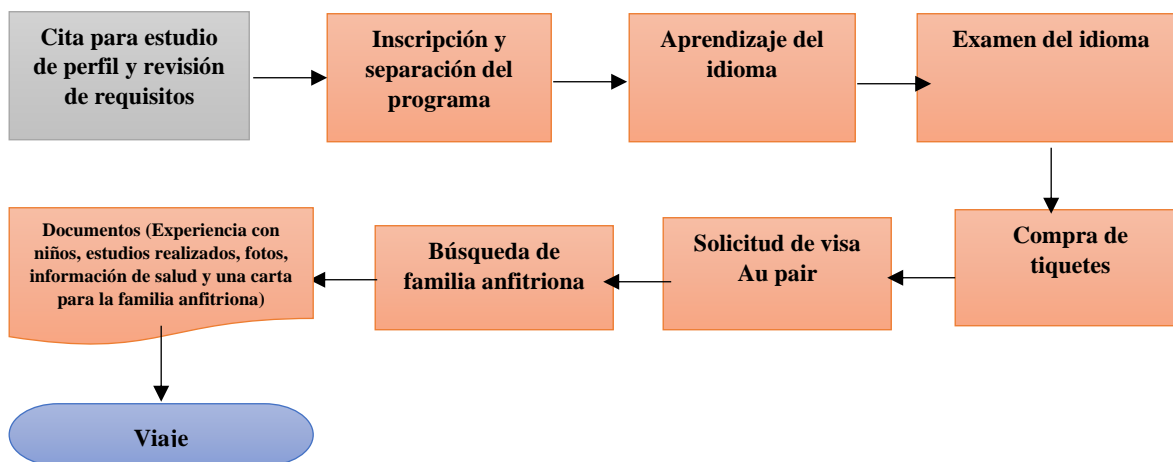 Cita para estudio
de perfil y revisión
de requisitos
Inscripción y
separación del
programa
Aprendizaje del
idioma
Examen del idioma
Compra de
tiquetes
Solicitud de visa
Au pair
Búsqueda de
familia anfitriona
Documentos (Experiencia con
niños, estudios realizados, fotos,
información de salud y una carta
para la familia anfitriona)
Viaje